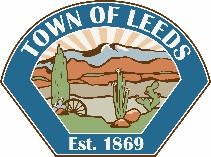 TOWN OF LEEDS
Est. 1869